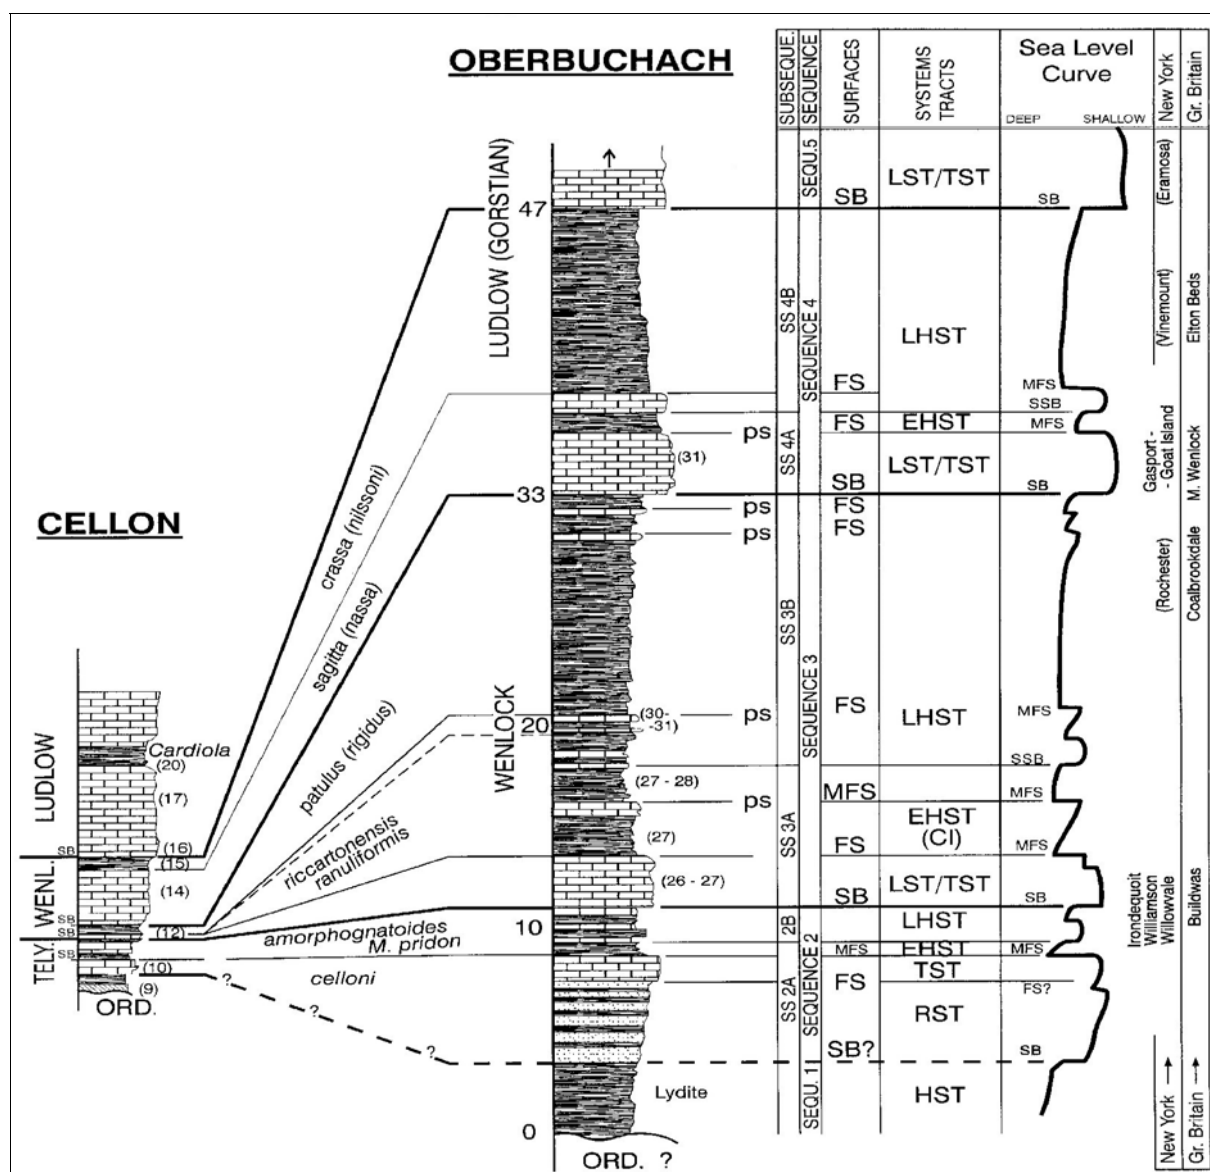 OBERBUCHACH
SUBSEQUE.
SEQUENCE
SURFACES
SYSTEMS
TRACTS
Sea Level
Curve
DEEP
SHALLOW
New York
Gr. Britain
LUDLOW (GORSTIAN)
47
SEQU.5
SB
LST/TST
SB
(Eramosa)
SS 4B
SEQUENCE 4
LHST
(Vinemount)
Elton Beds
FS
MFS
SSB
ps
FS
EHST
MFS
(31)
SS 4A
LST/TST
Gasport -
- Goat Island
M. Wenlock
SB
SB
33
ps
FS
ps
FS
CELLON
crassa (nilssoni)
sagitta (nassa)
patulus (rigidus)
riccartonensis
ranuliformis
amorphognatoides
M. pridon
celloni
WENLOCK
SS 3B
SEQUENCE 3
(Rochester)
Coalbrookdale
(30-
-31)
20
ps
FS
LHST
MFS
SSB
(27 - 28)
ps
MFS
MFS
EHST
(CI)
(27)
SS 3A
FS
MFS
(26 - 27)
LST/TST
SB
SB
Irondequoit
Williamson
Willowvale
Buildwas
10
2B
SEQUENCE 2
LHST
MFS
EHST
MFS
TST
SS 2A
FS
FS?
RST
SB?
SB
Lydite
SEQU. 1
HST
0
ORD. ?
New York
Gr. Britain
LUDLOW
WENL.
TELY.
Cardiola
(20)
(17)
(16)
SB
(15)
(14)
SB
(12)
SB
SB
(10)
(9)
ORD.
?
?
?